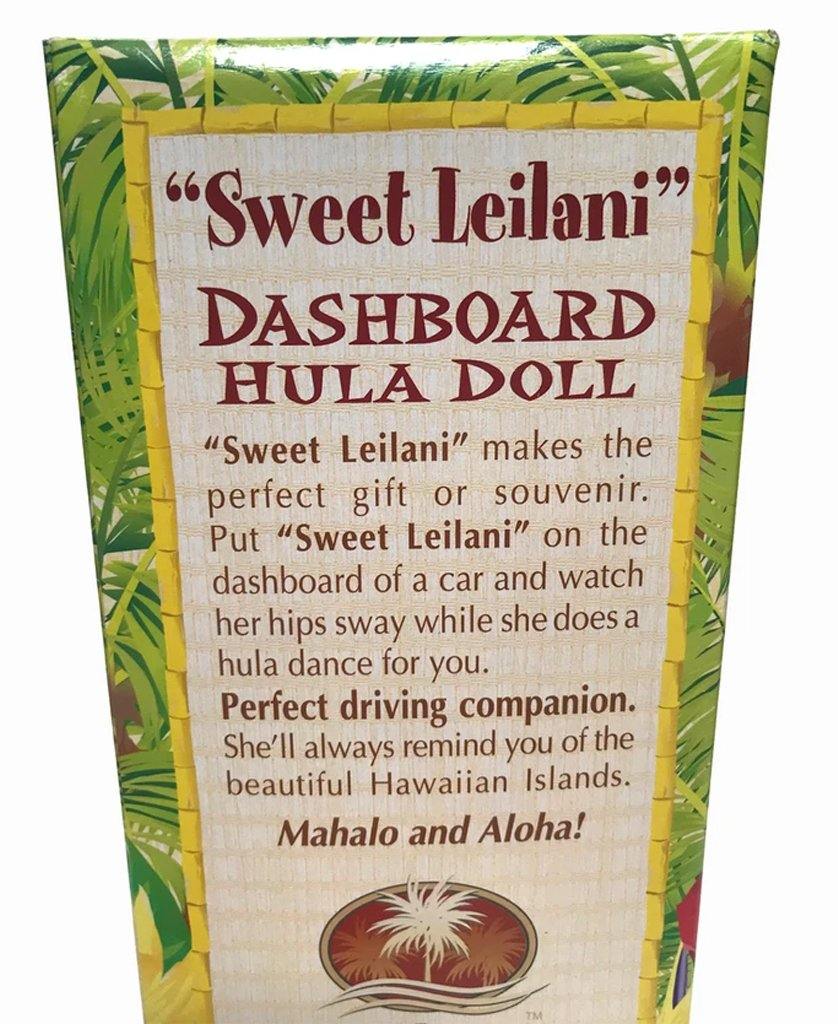 “Sweet Leilani”
DASHBOARD
HULA DOLL
“Sweet Leilani” makes the
perfect gift or souvenir.
Put “Sweet Leilani” on the
dashboard of a car and watch
her hips sway while she does a
hula dance for you.
Perfect driving companion.
She’ll always remind you of the
beautiful Hawaiian Islands.
Mahalo and Aloha!
TM